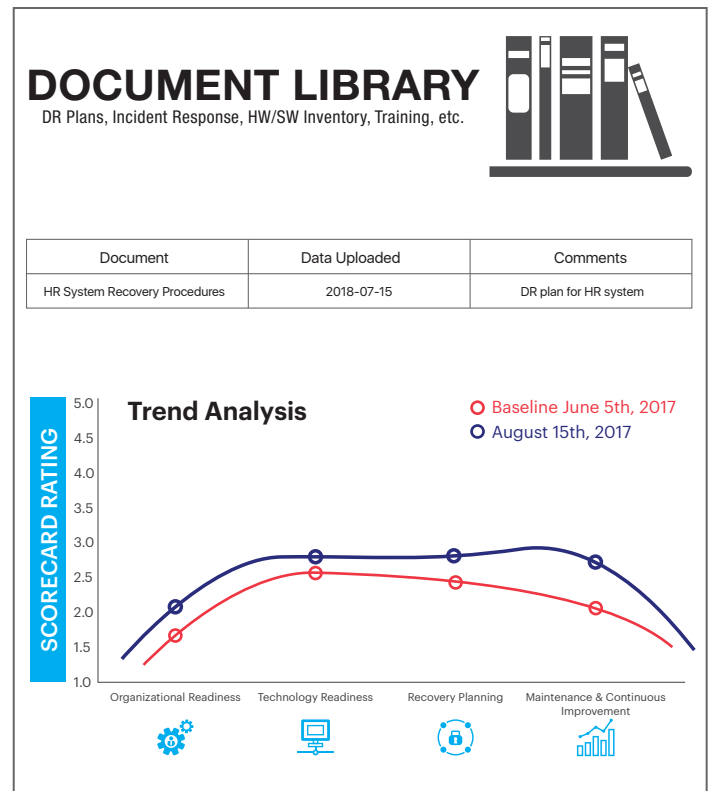 DOCUMENT LIBRARY
DR Plans, Incident Response, HW/SW Inventory, Training, etc.
Document Data Uploaded Comments
HR System Recovery Procedures 2018-07-15 DR plan for HR system
Trend Analysis
Baseline June 5th, 2017
August 15th, 2017
SCORECARD RATING
5.0
4.5
4.0
3.5
3.0
2.5
2.0
1.5
1.0
Organizational Readiness Technology Readiness Recovery Planning Maintenance & Continuous
Improvement